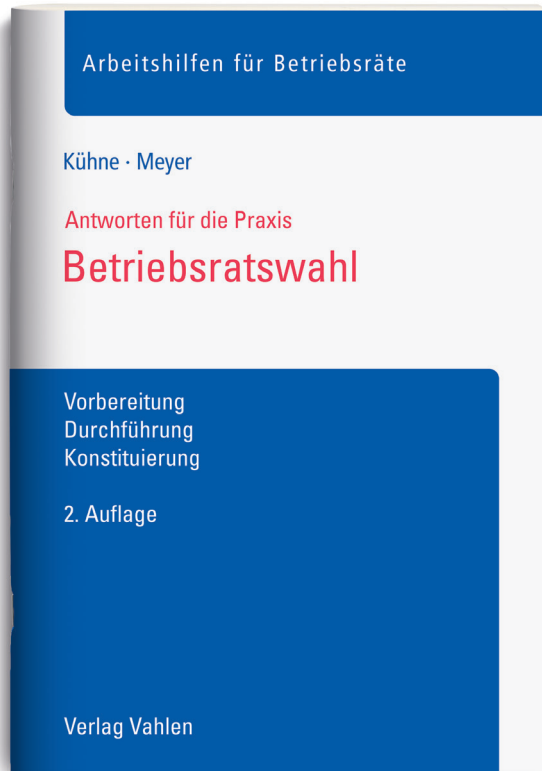 Arbeitshilfen für Betriebsräte
Kühne · Meyer
Antworten für die Praxis
Betriebsratswahl
Vorbereitung
Durchführung
Konstituierung
2. Auflage
Verlag Vahlen